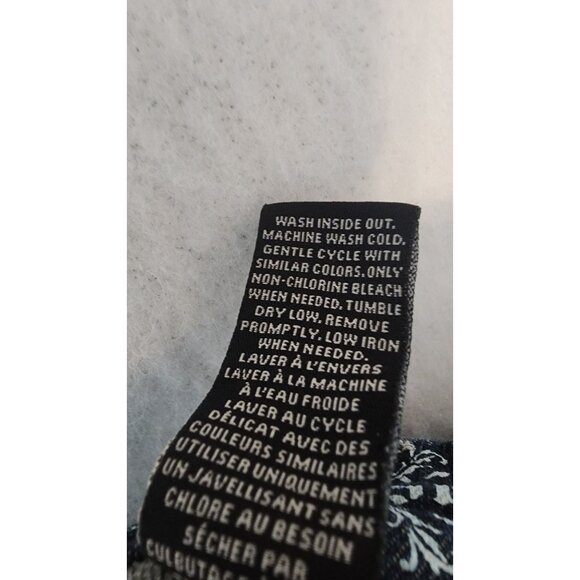 WASH INSIDE OUT.
MACHINE WASH COLD.
GENTLE CYCLE WITH
SIMILAR COLORS. ONLY
NON-CHLORINE BLEACH
WHEN NEEDED. TUMBLE
DRY LOW. REMOVE
PROMPTLY. LOW IRON
WHEN NEEDED.
LAVER À L'ENVERS
LAVER À LA MACHINE
À L'EAU FROIDE
LAVER AU CYCLE
DÉLICAT AVEC DES
COULEURS SIMILAIRES
UTILISER UNIQUEMENT
UN JAVELLISANT SANS
CHLORE AU BESOIN
SÉCHER PAR